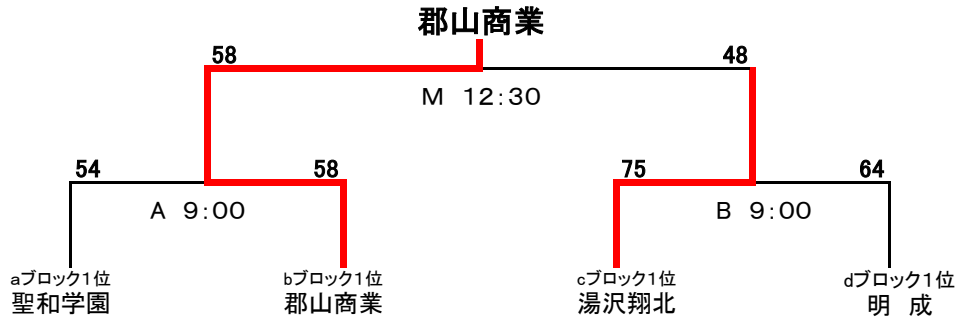 郡山商業
58 48
M 12:30
54 58 75 64
A 9:00 B 9:00
aブロック1位 bブロック1位 cブロック1位 dブロック1位
聖和学園 郡山商業 湯沢翔北 明 成